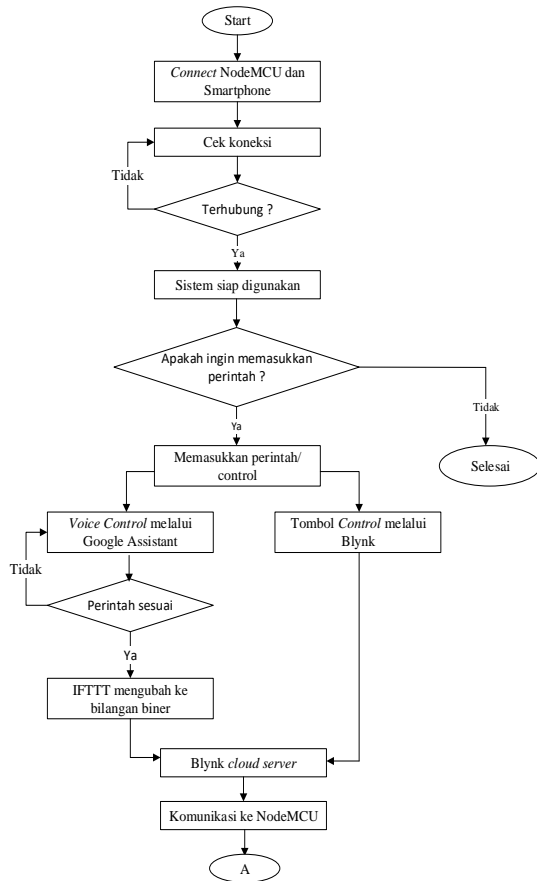 Start
Connect NodeMCU dan
Smartphone
Cek koneksi
Tidak
Terhubung ?
Ya
Sistem siap digunakan
Apakah ingin memasukkan
perintah ?
Tidak
Ya
Selesai
Memasukkan perintah/
control
Voice Control melalui
Google Assistant
Tombol Control melalui
Blynk
Tidak
Perintah sesuai
Ya
IFTTT mengubah ke
bilangan biner
Blynk cloud server
Komunikasi ke NodeMCU
A